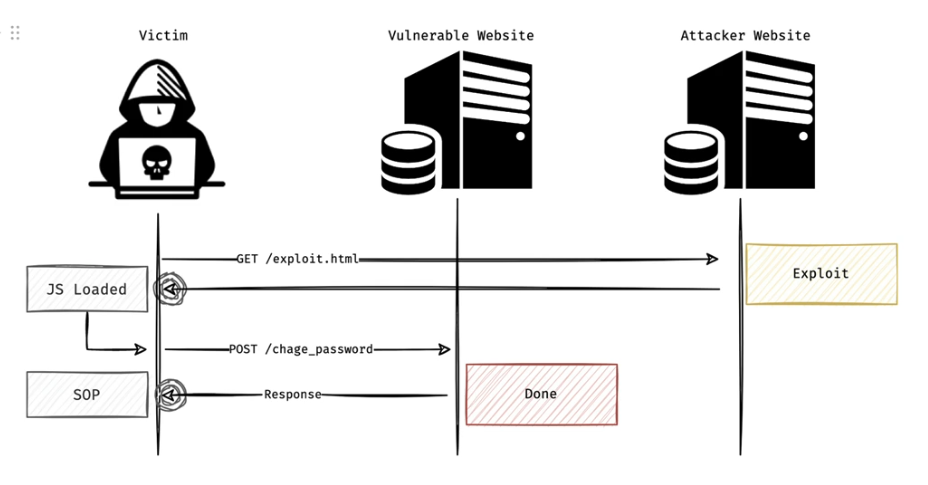 Victim
Vulnerable Website
Attacker Website
GET /exploit.html
Exploit
JS Loaded
POST /chage_password
SOP
Response
Done